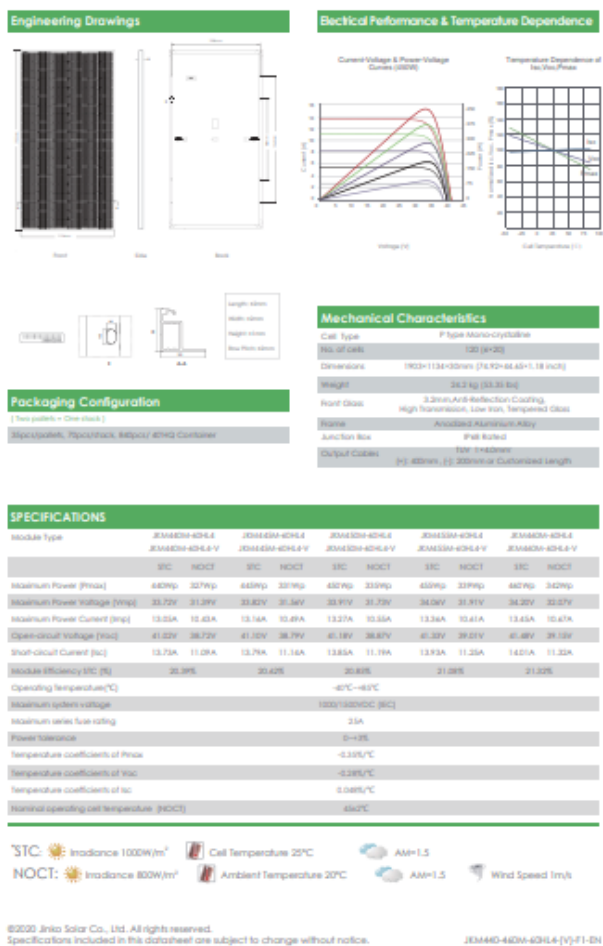 Engineering Drawings
Electrical Performance & Temperature Dependence
Current-Voltage & Power-Voltage
Curves (450W)
Temperature Dependence of
Isc,Voc,Pmax
Current (A)
Power (W)
Voltage (V)
Cell Temperature (°C)
Isc
Voc
Pmax
Front
Side
Back
A-A
Mechanical Characteristics
Cell Type P type Mono-crystalline
No. of cells 120 (6×20)
Dimensions 1903×1134×30mm (74.92×44.65×1.18 inch)
Weight 24.2 kg (53.35 lbs)
Front Glass 3.2mm,Anti-Reflection Coating,
High Transmission, Low Iron, Tempered Glass
Frame Anodized Aluminium Alloy
Junction Box IP68 Rated
Output Cables TUV 1×4.0mm²
(+): 400mm , (-): 200mm or Customized Length
Packaging Configuration
( Two pallets = One stack )
35pcs/pallets, 70pcs/stack, 840pcs/ 40'HQ Container
SPECIFICATIONS
Module Type JKM440M-60HL4 JKM445M-60HL4 JKM450M-60HL4 JKM455M-60HL4 JKM460M-60HL4
JKM440M-60HL4-V JKM445M-60HL4-V JKM450M-60HL4-V JKM455M-60HL4-V JKM460M-60HL4-V
STC NOCT STC NOCT STC NOCT STC NOCT STC NOCT
Maximum Power (Pmax) 440Wp 327Wp 445Wp 331Wp 450Wp 335Wp 455Wp 339Wp 460Wp 342Wp
Maximum Power Voltage (Vmp) 33.72V 31.39V 33.82V 31.56V 33.91V 31.73V 34.06V 31.91V 34.20V 32.07V
Maximum Power Current (Imp) 13.05A 10.43A 13.16A 10.49A 13.27A 10.55A 13.36A 10.61A 13.45A 10.67A
Open-circuit Voltage (Voc) 41.02V 38.72V 41.10V 38.79V 41.18V 38.87V 41.33V 39.01V 41.48V 39.15V
Short-circuit Current (Isc) 13.73A 11.09A 13.79A 11.14A 13.85A 11.19A 13.93A 11.25A 14.01A 11.32A
Module Efficiency STC (%) 20.39% 20.62% 20.85% 21.08% 21.32%
Operating Temperature(°C) -40°C~+85°C
Maximum system voltage 1000/1500VDC (IEC)
Maximum series fuse rating 25A
Power tolerance 0~+3%
Temperature coefficients of Pmax -0.35%/°C
Temperature coefficients of Voc -0.28%/°C
Temperature coefficients of Isc 0.048%/°C
Nominal operating cell temperature (NOCT) 45±2°C
*STC: Irradiance 1000W/m² Cell Temperature 25°C AM=1.5
NOCT: Irradiance 800W/m² Ambient Temperature 20°C AM=1.5 Wind Speed 1m/s
©2020 Jinko Solar Co., Ltd. All rights reserved.
Specifications included in this datasheet are subject to change without notice.
JKM440-460M-60HL4-(V)-F1-EN